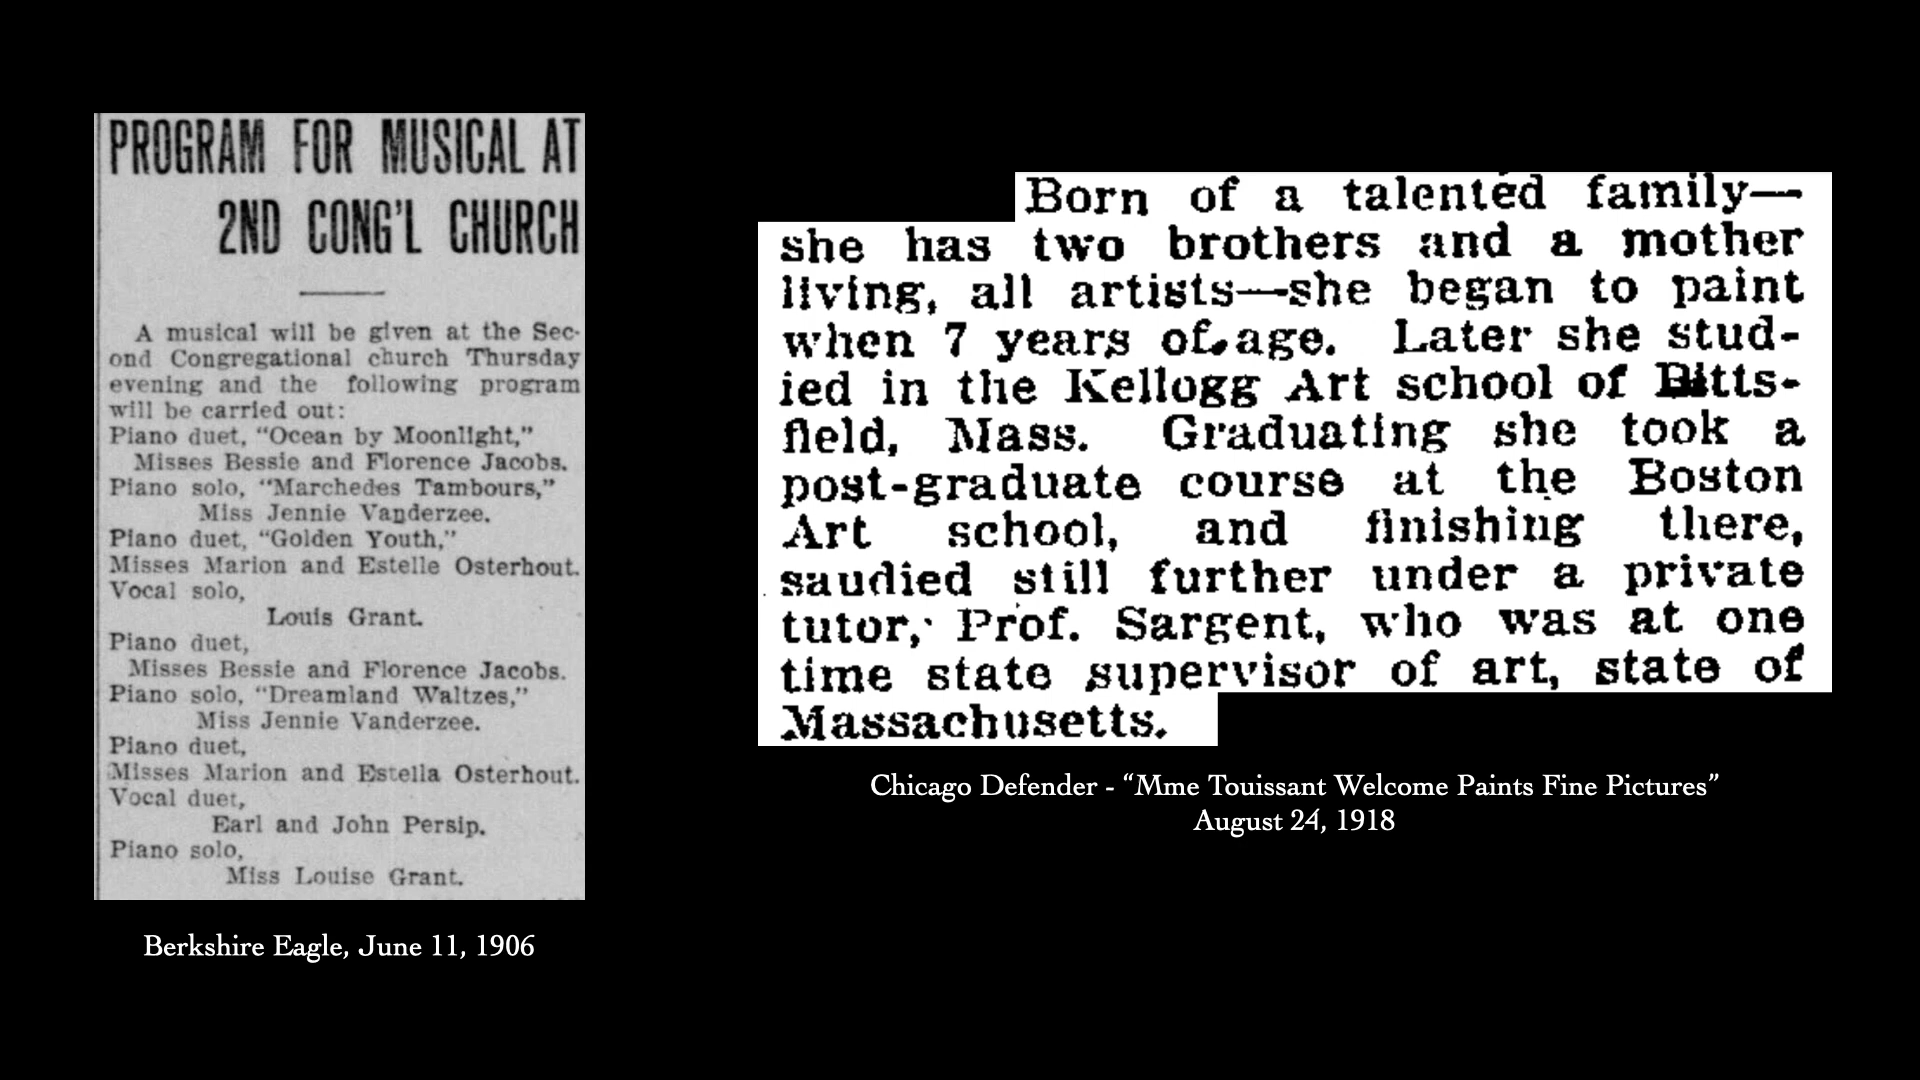 PROGRAM FOR MUSICAL AT
2ND CONG'L CHURCH
A musical will be given at the Sec-
ond Congregational church Thursday
evening and the following program
will be carried out:
Piano duet, "Ocean by Moonlight,"
Misses Bessie and Florence Jacobs.
Piano solo, "Marchedes Tambours,"
Miss Jennie Vanderzee.
Piano duet, "Golden Youth,"
Misses Marion and Estelle Osterhout.
Vocal solo,
Louis Grant.
Piano duet,
Misses Bessie and Florence Jacobs.
Piano solo, "Dreamland Waltzes,"
Miss Jennie Vanderzee.
Piano duet,
Misses Marion and Estella Osterhout.
Vocal duet,
Earl and John Persip.
Piano solo,
Miss Louise Grant.
Berkshire Eagle, June 11, 1906
Born of a talented family—
she has two brothers and a mother
living, all artists—she began to paint
when 7 years of age. Later she stud-
ied in the Kellogg Art school of Pitts-
field, Mass. Graduating she took a
post-graduate course at the Boston
Art school, and finishing there,
saudied still further under a private
tutor, Prof. Sargent, who was at one
time state supervisor of art, state of
Massachusetts.
Chicago Defender - “Mme Touissant Welcome Paints Fine Pictures”
August 24, 1918